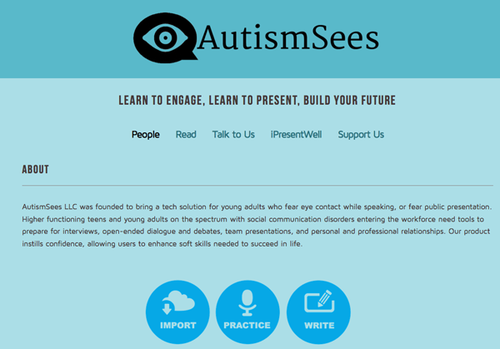 AutismSees
LEARN TO ENGAGE, LEARN TO PRESENT, BUILD YOUR FUTURE
People Read Talk to Us iPresentWell Support Us
ABOUT
AutismSees LLC was founded to bring a tech solution for young adults who fear eye contact while speaking, or fear public presentation.
Higher functioning teens and young adults on the spectrum with social communication disorders entering the workforce need tools to
prepare for interviews, open-ended dialogue and debates, team presentations, and personal and professional relationships. Our product
instills confidence, allowing users to enhance soft skills needed to succeed in life.
IMPORT PRACTICE WRITE